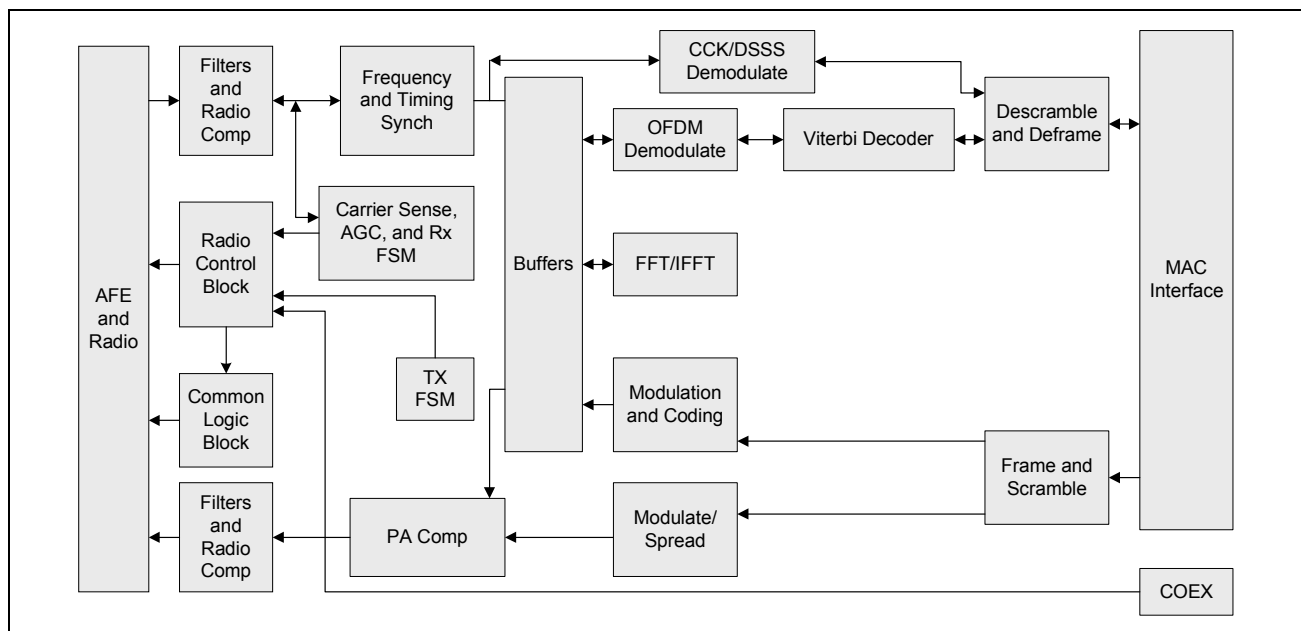 AFE
and
Radio
Filters
and
Radio
Comp
Frequency
and Timing
Synch
CCK/DSSS
Demodulate
OFDM
Demodulate
Viterbi Decoder
Descramble
and Deframe
MAC
Interface
Carrier Sense,
AGC, and Rx
FSM
Radio
Control
Block
Buffers
FFT/IFFT
TX
FSM
Common
Logic
Block
Modulation
and Coding
Frame and
Scramble
Filters
and
Radio
Comp
PA Comp
Modulate/
Spread
COEX